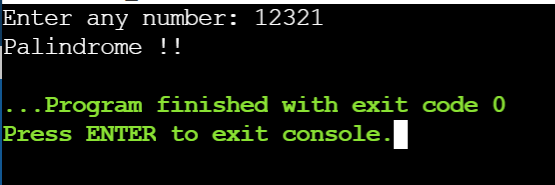 Enter any number: 12321
Palindrome !!
...Program finished with exit code 0
Press ENTER to exit console.